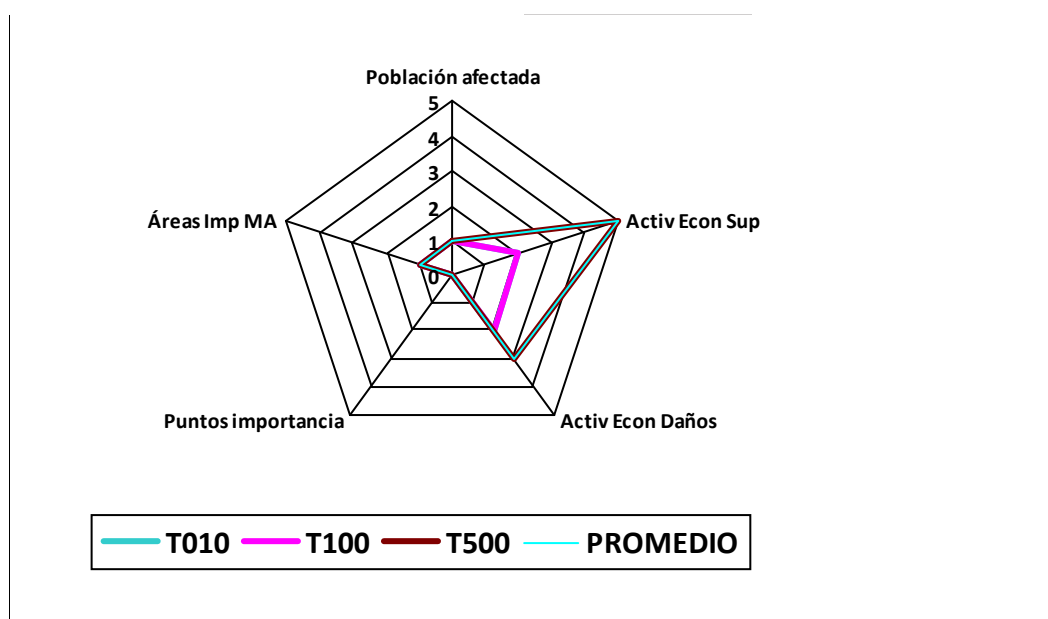 Población afectada
5
4
3
2
1
0
Áreas Imp MA
Activ Econ Sup
Puntos importancia
Activ Econ Daños
T010 T100 T500 PROMEDIO